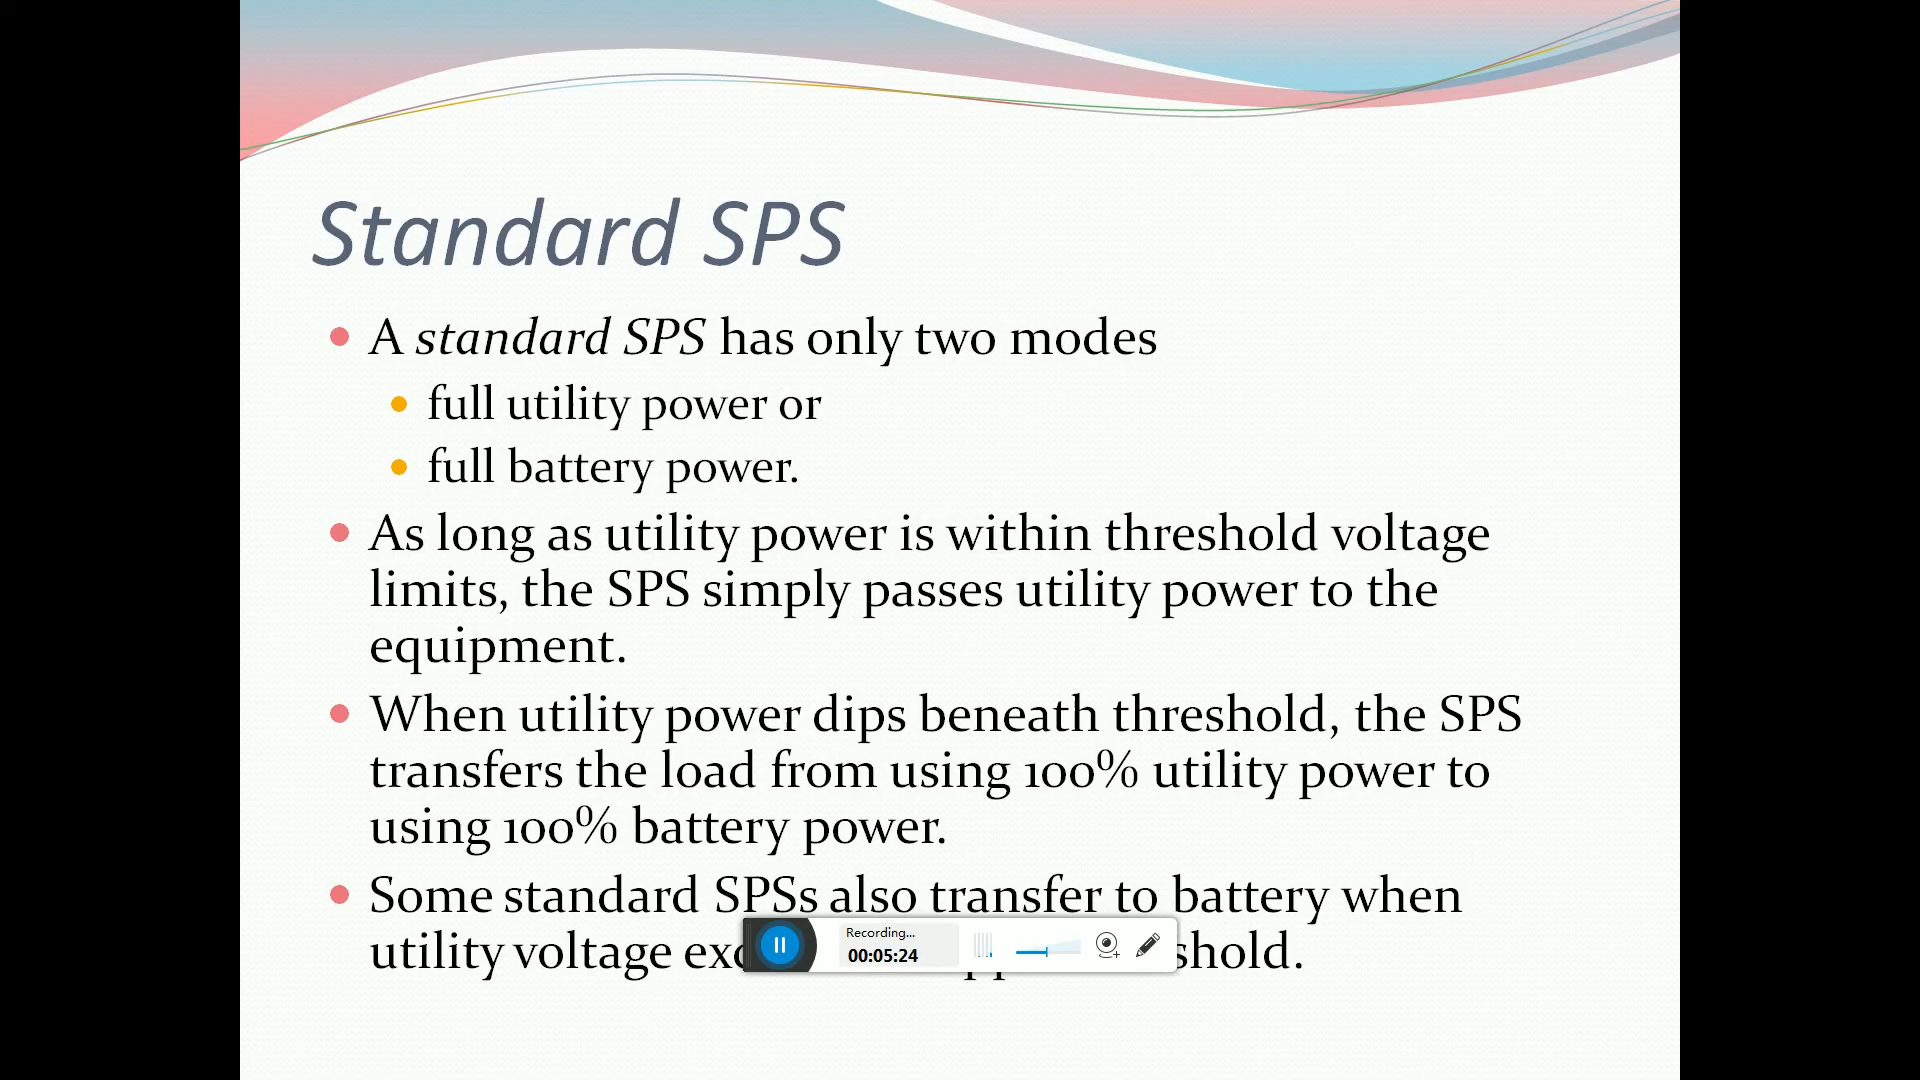 Standard SPS
A standard SPS has only two modes
full utility power or
full battery power.
As long as utility power is within threshold voltage
limits, the SPS simply passes utility power to the
equipment.
When utility power dips beneath threshold, the SPS
transfers the load from using 100% utility power to
using 100% battery power.
Some standard SPSs also transfer to battery when
utility voltage
Recording...
00:05:24